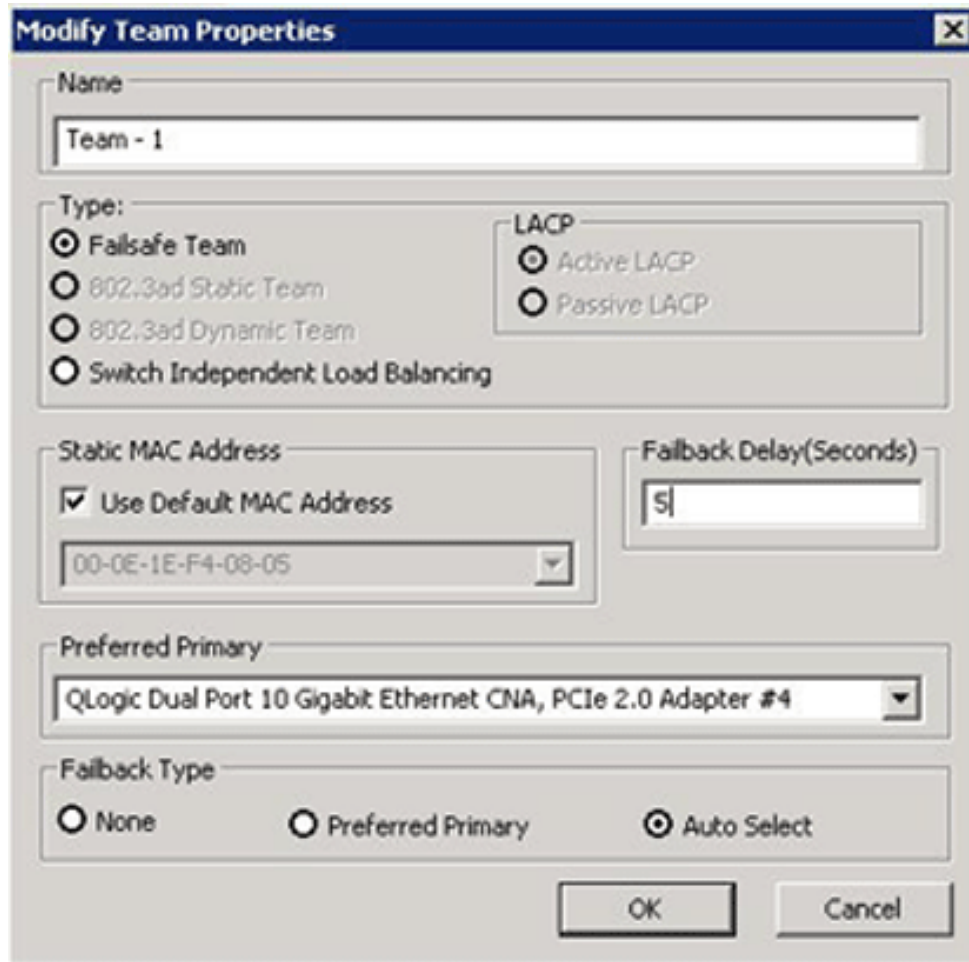 Modify Team Properties
Name
Team - 1
Type:
Failsafe Team
802.3ad Static Team
802.3ad Dynamic Team
Switch Independent Load Balancing
LACP
Active LACP
Passive LACP
Static MAC Address
Use Default MAC Address
00-0E-1E-F4-08-05
Failback Delay(Seconds)
5
Preferred Primary
QLogic Dual Port 10 Gigabit Ethernet CNA, PCIe 2.0 Adapter #4
Failback Type
None
Preferred Primary
Auto Select
OK
Cancel